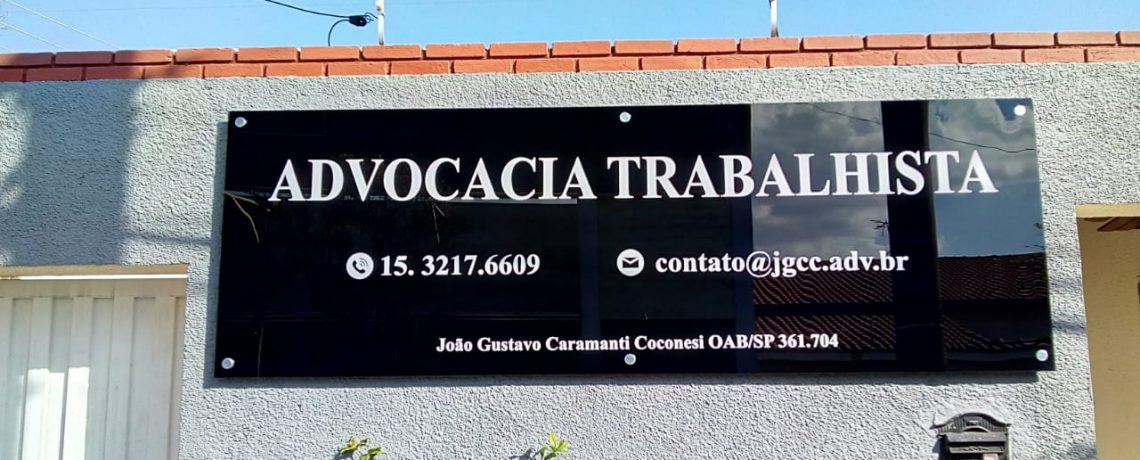 ADVOCACIA TRABALHISTA
15. 3217.6609 contato@jgcc.adv.br
João Gustavo Caramanti Coconesi OAB/SP 361.704